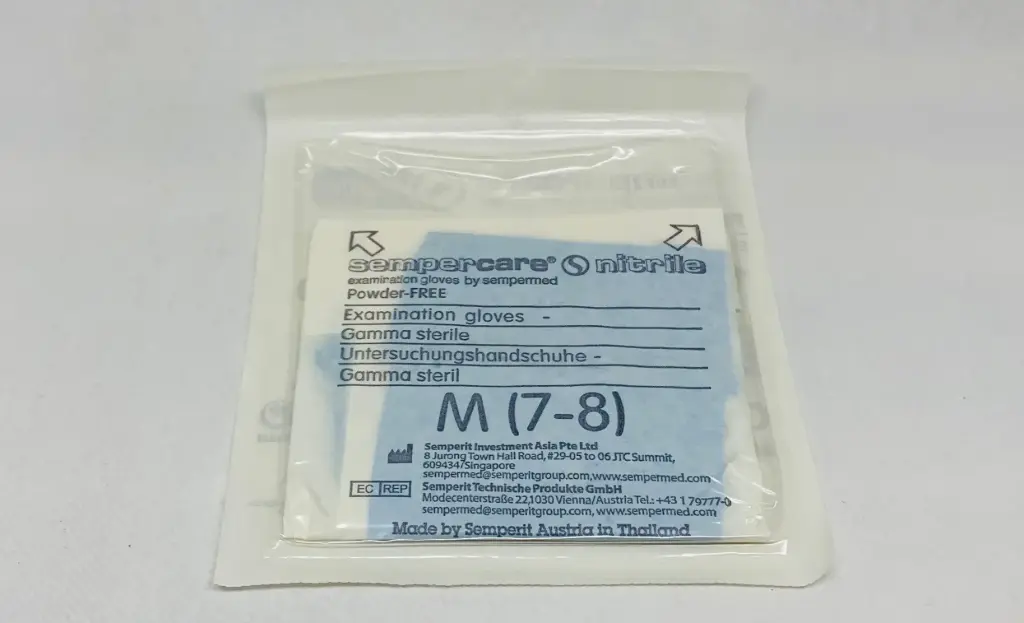 sempercare® nitrile
examination gloves by sempermed
Powder-FREE
Examination gloves -
Gamma sterile
Untersuchungshandschuhe -
Gamma steril
M (7-8)
Semperit Investment Asia Pte Ltd
8 Jurong Town Hall Road, #29-05 to 06 JTC Summit,
609434/Singapore
sempermed@semperitgroup.com,www.sempermed.com
EC REP
Semperit Technische Produkte GmbH
Modecenterstraße 22,1030 Vienna/Austria Tel.: +43 1 79777-0
sempermed@semperitgroup.com, www.sempermed.com
Made by Semperit Austria in Thailand